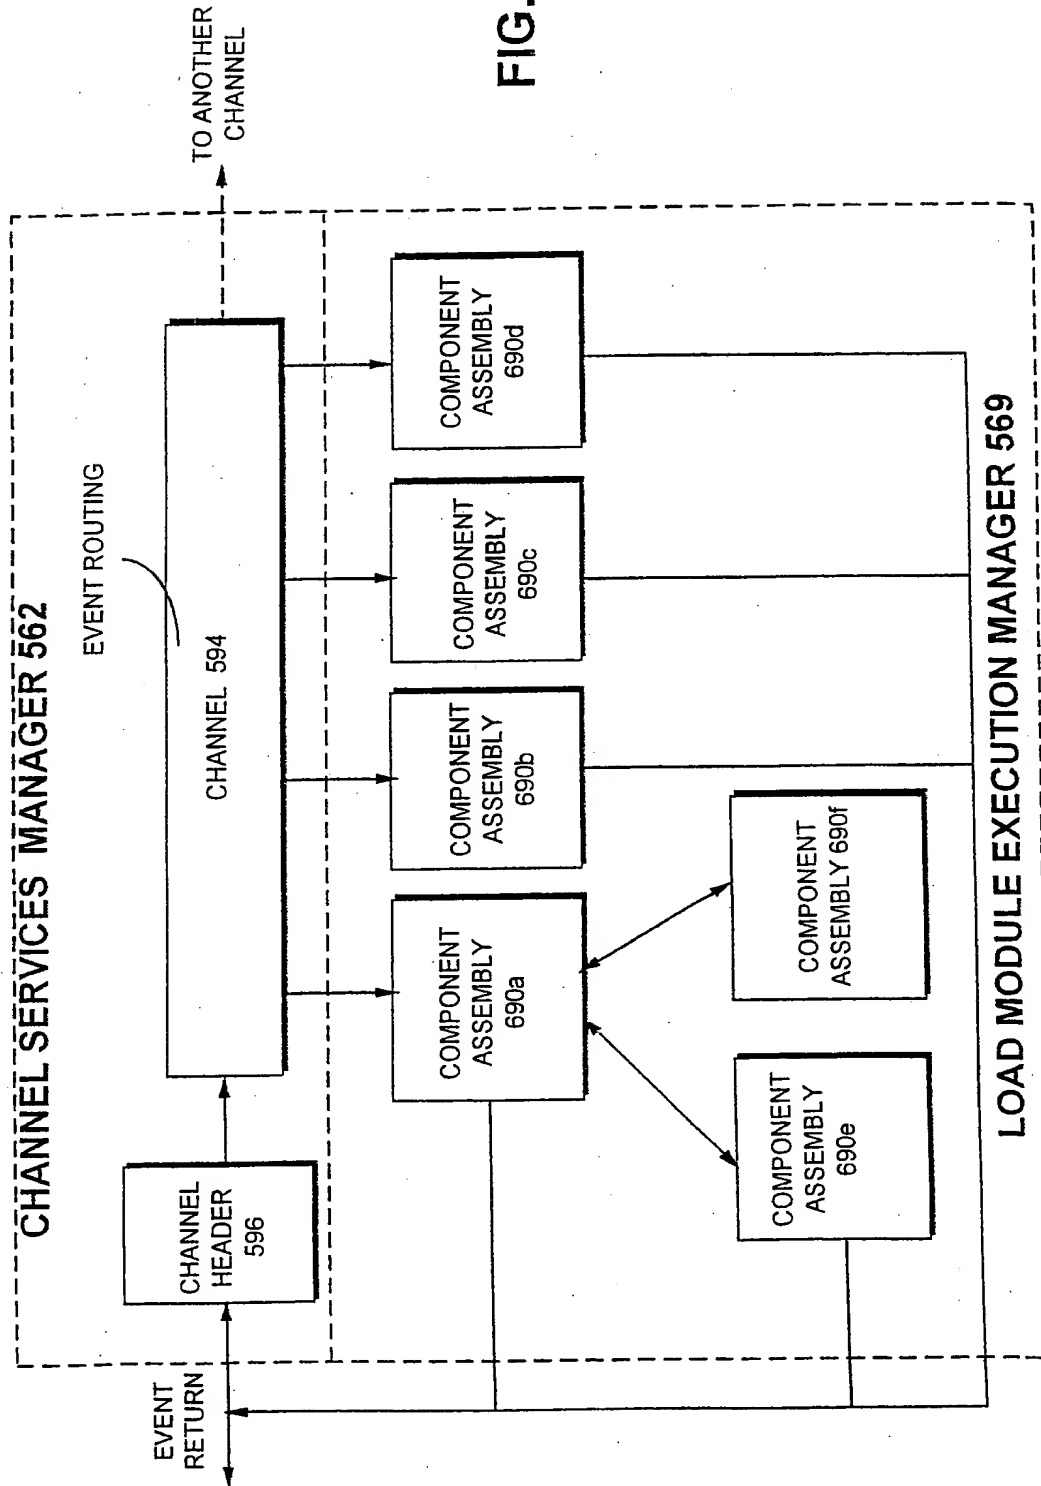 CHANNEL SERVICES MANAGER 562
EVENT ROUTING
TO ANOTHER
CHANNEL
CHANNEL
HEADER
596
CHANNEL 594
EVENT
RETURN
COMPONENT
ASSEMBLY
690a
COMPONENT
ASSEMBLY
690b
COMPONENT
ASSEMBLY
690c
COMPONENT
ASSEMBLY
690d
COMPONENT
ASSEMBLY
690e
COMPONENT
ASSEMBLY 690f
LOAD MODULE EXECUTION MANAGER 569
FIG.